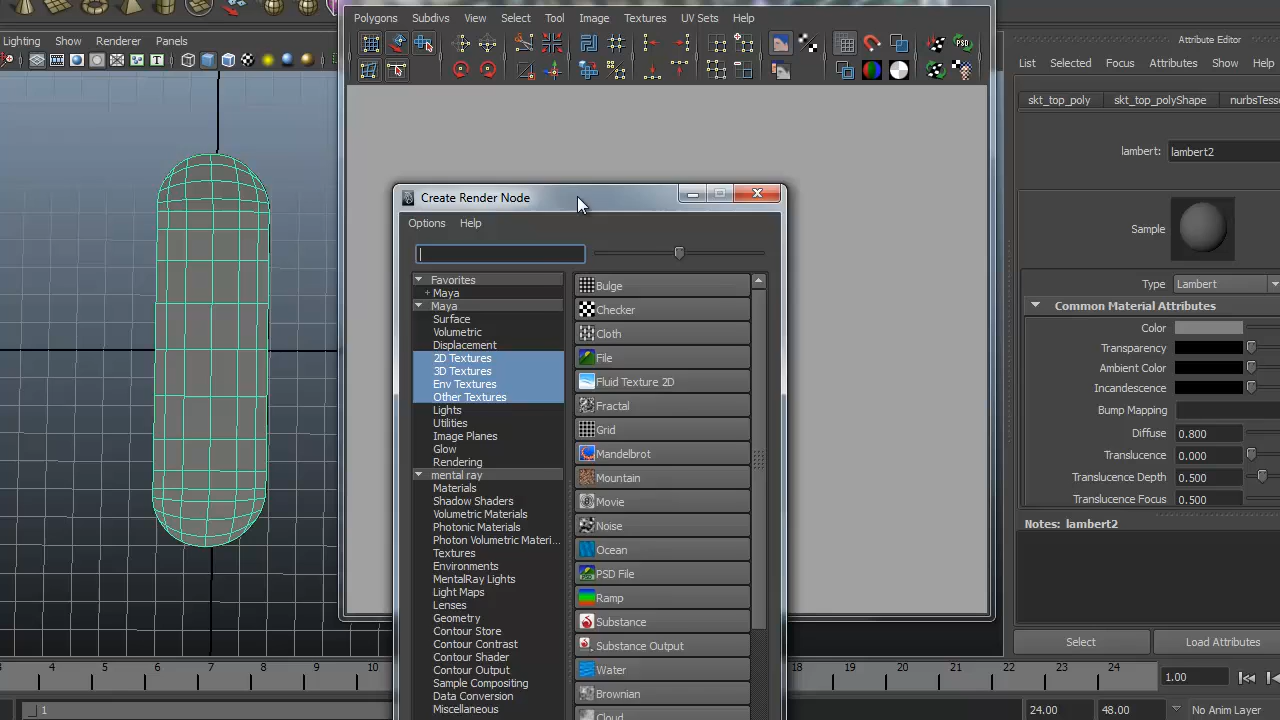 Polygons Subdivs View Select Tool Image Textures UV Sets Help
Lighting Show Renderer Panels
Attribute Editor
List Selected Focus Attributes Show Help
PSD
skt_top_poly skt_top_polyShape nurbsTess
lambert: lambert2
Sample
Type Lambert
Common Material Attributes
Color
Transparency
Ambient Color
Incandescence
Bump Mapping
Diffuse 0.800
Translucence 0.000
Translucence Depth 0.500
Translucence Focus 0.500
Notes: lambert2
Select Load Attributes
Create Render Node
Options Help
Favorites
+ Maya
Maya
Surface
Volumetric
Displacement
2D Textures
3D Textures
Env Textures
Other Textures
Lights
Utilities
Image Planes
Glow
Rendering
mental ray
Materials
Shadow Shaders
Volumetric Materials
Photonic Materials
Photon Volumetric Materi...
Textures
Environments
MentalRay Lights
Light Maps
Lenses
Geometry
Contour Store
Contour Contrast
Contour Shader
Contour Output
Sample Compositing
Data Conversion
Miscellaneous
Bulge
Checker
Cloth
File
Fluid Texture 2D
Fractal
Grid
Mandelbrot
Mountain
Movie
Noise
Ocean
PSD File
Ramp
Substance
Substance Output
Water
Brownian
Cloud
4 5 6 7 8 9 10 18 19 20 21 22 23 24 1.00
1 24.00 48.00 No Anim Layer